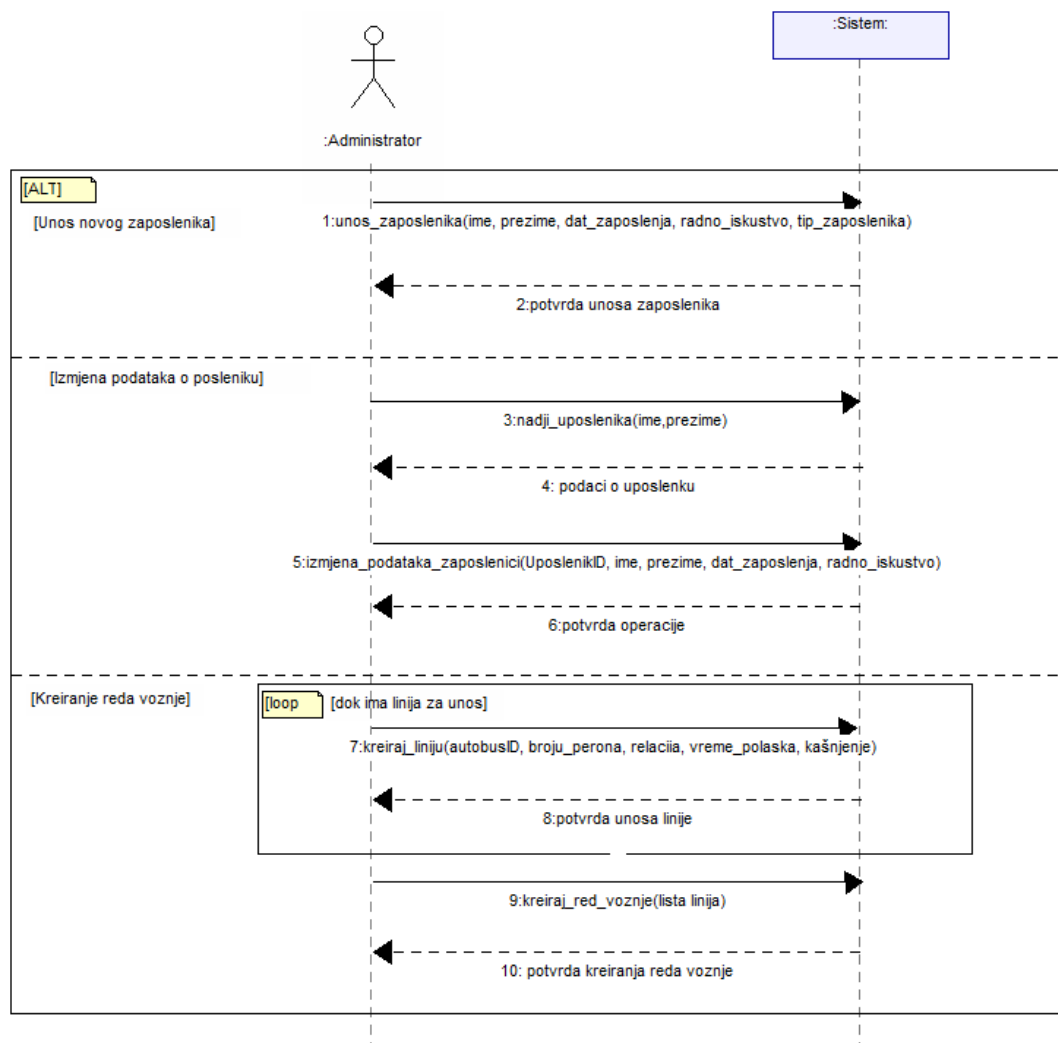 :Sistem:
:Administrator
[ALT]
[Unos novog zaposlenika]
1:unos_zaposlenika(ime, prezime, dat_zaposlenja, radno_iskustvo, tip_zaposlenika)
2:potvrda unosa zaposlenika
[Izmjena podataka o posleniku]
3:nadji_uposlenika(ime,prezime)
4: podaci o uposlenku
5:izmjena_podataka_zaposlenici(UposlenikID, ime, prezime, dat_zaposlenja, radno_iskustvo)
6:potvrda operacije
[Kreiranje reda voznje]
[loop
[dok ima linija za unos]
7:kreiraj_liniju(autobusID, broju_perona, relaciia, vreme_polaska, kašnjenje)
8:potvrda unosa linije
9:kreiraj_red_voznje(lista linija)
10: potvrda kreiranja reda voznje